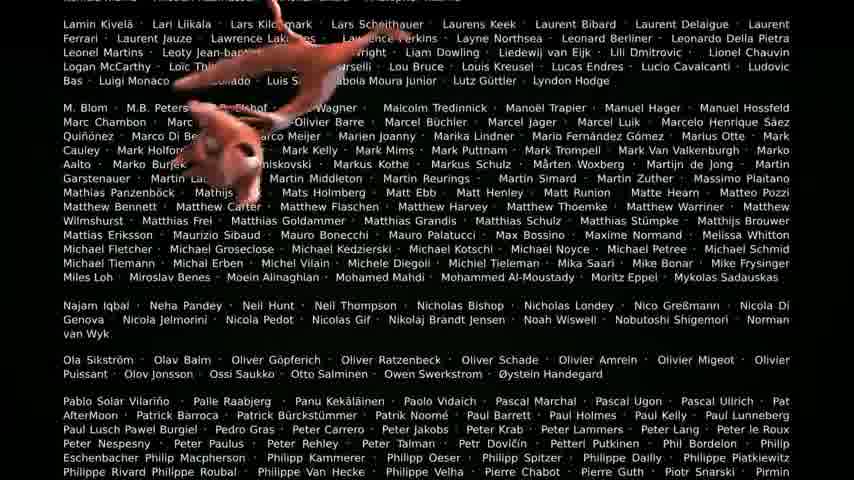 Lamin Kivelä · Lari Liikala · Lars · Lars Scheithauer · Laurens Keek · Laurent Bibard · Laurent Delaigue · Laurent
Ferrari · Laurent Jauze · Lawrence · Perkins · Layne Northsea · Leonard Berliner · Leonardo Della Pietra
Leonel Martins · Leoty · Liam Dowling · Liedewij van Eijk · Lili Dmitrovic · Lionel Chauvin
Logan McCarthy · Loïc · Lou Bruce · Louis Kreusel · Lucas Endres · Lucio Cavalcanti · Ludovic
Bas · Luigi Monaco · Luis · Moura Junior · Lutz Güttler · Lyndon Hodge
M. Blom · M.B. · Wagner · Malcolm Tredinnick · Manoël Trapier · Manuel Hager · Manuel Hossfeld
Marc Chambon · Barre · Marcel Büchler · Marcel Jager · Marcel Luik · Marcelo Henrique Sáez
Quiñónez · Marco Di · Meijer · Marien Joanny · Marika Lindner · Mario Fernández Gómez · Marius Otte · Mark
Cauley · Mark · Mark Kelly · Mark Mims · Mark Puttnam · Mark Trompell · Mark Van Valkenburgh · Marko
Aalto · Marko · Markus Kothe · Markus Schulz · Mårten Woxberg · Martijn de Jong · Martin
Garstenauer · Martin · Martin Middleton · Martin Reurings · Martin Simard · Martin Zuther · Massimo Plaitano
Mathias Panzenböck · Mats Holmberg · Matt Ebb · Matt Henley · Matt Runion · Matte Hearn · Matteo Pozzi
Matthew Bennett · Matthew Carter · Matthew Flaschen · Matthew Harvey · Matthew Thoemke · Matthew Warriner · Matthew
Wilmshurst · Matthias Frei · Matthias Goldammer · Matthias Grandis · Matthias Schulz · Matthias Stümpke · Matthijs Brouwer
Mattias Eriksson · Maurizio Sibaud · Mauro Bonecchi · Mauro Palatucci · Max Bossino · Maxime Normand · Melissa Whitton
Michael Fletcher · Michael Groseclose · Michael Kedzierski · Michael Kotschi · Michael Noyce · Michael Petree · Michael Schmid
Michael Tiemann · Michal Erben · Michel Vilain · Michele Diegoli · Michiel Tieleman · Mika Saari · Mike Bonar · Mike Frysinger
Miles Loh · Miroslav Benes · Moein Alinaghian · Mohamed Mahdi · Mohammed Al-Moustady · Moritz Eppel · Mykolas Sadauskas
Najam Iqbal · Neha Pandey · Neil Hunt · Neil Thompson · Nicholas Bishop · Nicholas Londey · Nico Greßmann · Nicola Di
Genova · Nicola Jelmorini · Nicola Pedot · Nicolas Gif · Nikolaj Brandt Jensen · Noah Wiswell · Nobutoshi Shigemori · Norman
van Wyk
Ola Sikström · Olav Balm · Oliver Göpferich · Oliver Ratzenbeck · Oliver Schade · Olivier Amrein · Olivier Migeot · Olivier
Puissant · Olov Jonsson · Ossi Saukko · Otto Salminen · Owen Swerkstrom · Øystein Handegard
Pablo Solar Vilariño · Palle Raabjerg · Panu Kekäläinen · Paolo Vidaich · Pascal Marchal · Pascal Ugon · Pascal Ullrich · Pat
AfterMoon · Patrick Barroca · Patrick Bürckstümmer · Patrik Noomé · Paul Barrett · Paul Holmes · Paul Kelly · Paul Lunneberg
Paul Lusch Pawel Burgiel · Pedro Gras · Peter Carrero · Peter Jakobs · Peter Krab · Peter Lammers · Peter Lang · Peter le Roux
Peter Nespesny · Peter Paulus · Peter Rehley · Peter Talman · Petr Dovičín · Petteri Putkinen · Phil Bordelon · Philip
Eschenbacher Philip Macpherson · Philipp Kammerer · Philipp Oeser · Philipp Spitzer · Philippe Dailly · Philippe Piatkiewitz
Philippe Rivard Philippe Roubal · Philippe Van Hecke · Philippe Velha · Pierre Chabot · Pierre Guth · Piotr Snarski · Pirmin